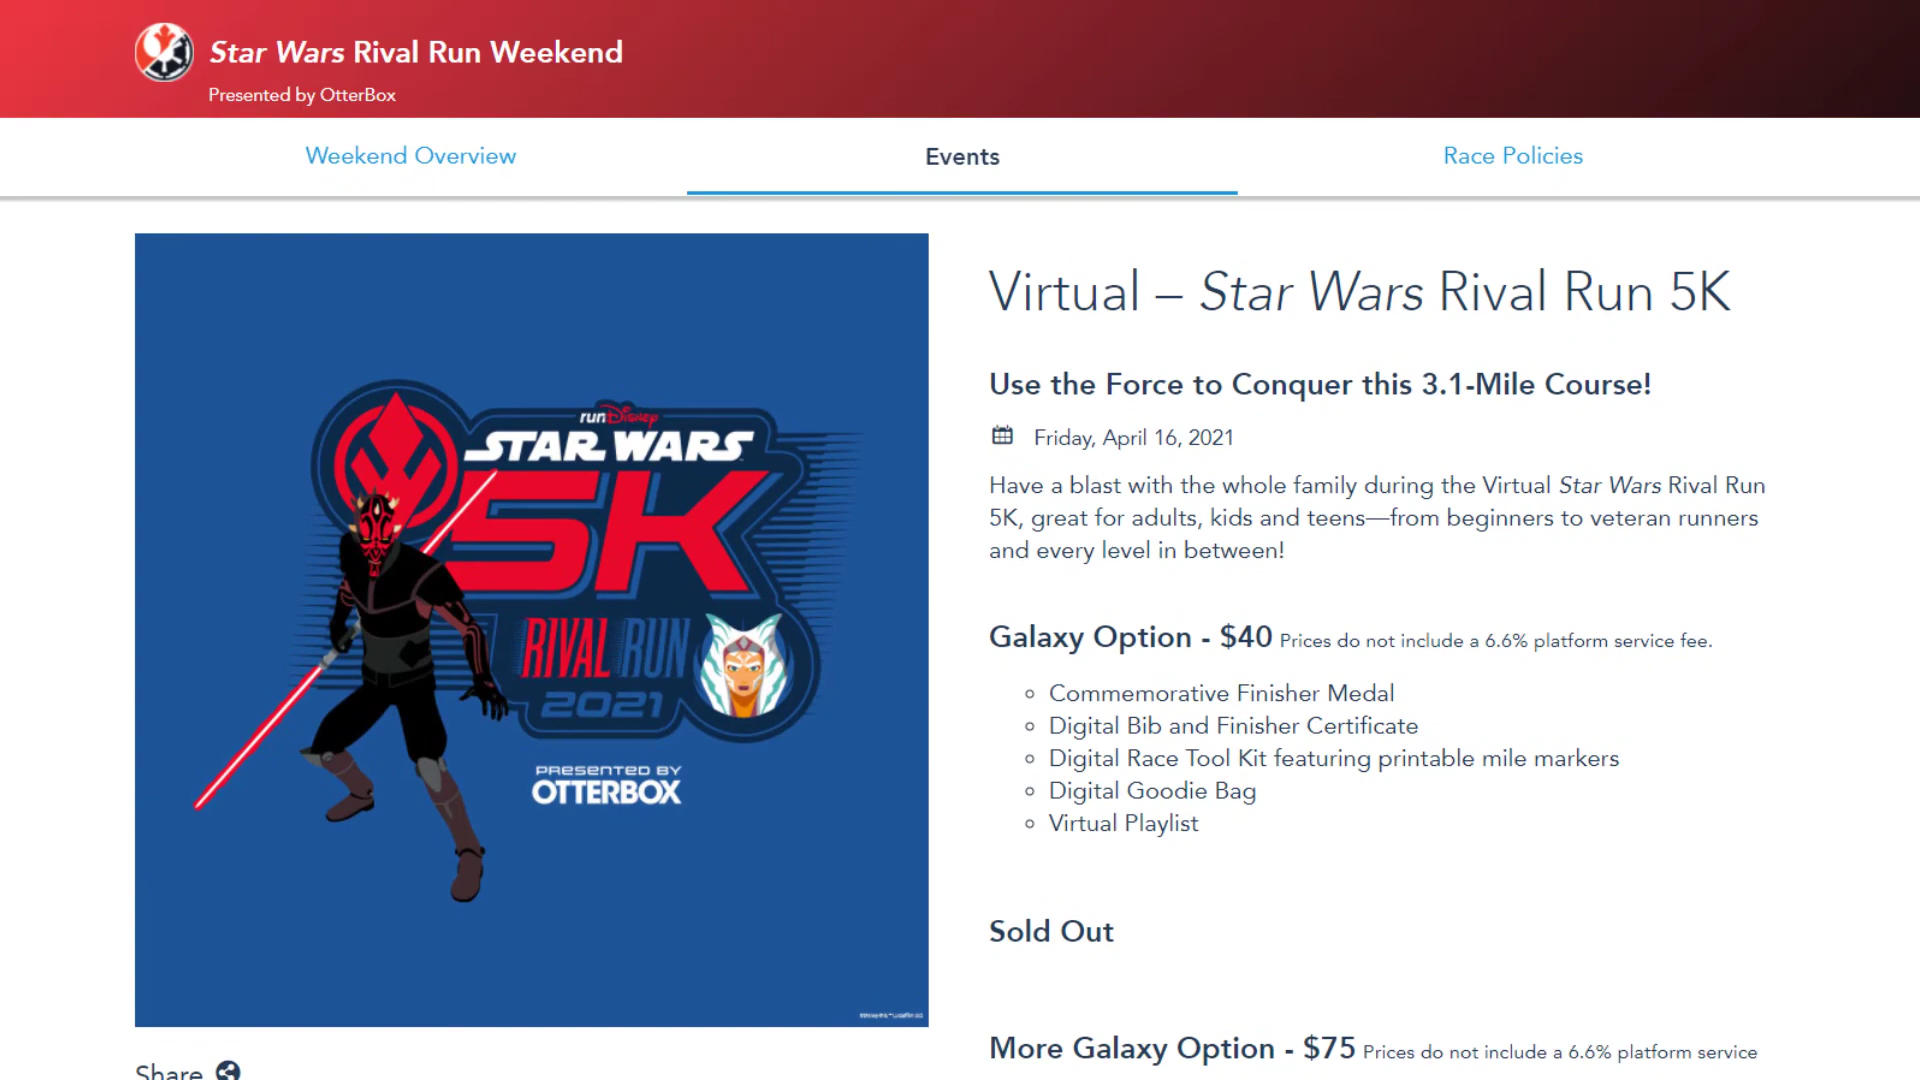 Star Wars Rival Run Weekend
Presented by OtterBox
Weekend Overview
Events
Race Policies
runDisney
STAR WARS
5K
RIVAL RUN
2021
PRESENTED BY
OTTERBOX
Share
Virtual – Star Wars Rival Run 5K
Use the Force to Conquer this 3.1-Mile Course!
Friday, April 16, 2021
Have a blast with the whole family during the Virtual Star Wars Rival Run
5K, great for adults, kids and teens—from beginners to veteran runners
and every level in between!
Galaxy Option - $40 Prices do not include a 6.6% platform service fee.
Commemorative Finisher Medal
Digital Bib and Finisher Certificate
Digital Race Tool Kit featuring printable mile markers
Digital Goodie Bag
Virtual Playlist
Sold Out
More Galaxy Option - $75 Prices do not include a 6.6% platform service